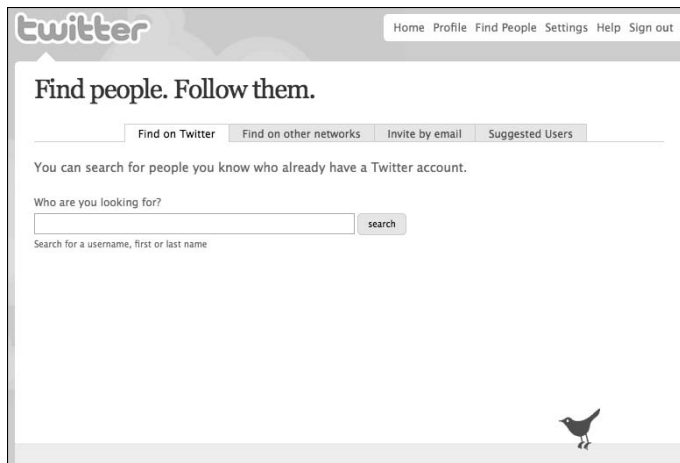 twitter
Home Profile Find People Settings Help Sign out
Find people. Follow them.
Find on Twitter Find on other networks Invite by email Suggested Users
You can search for people you know who already have a Twitter account.
Who are you looking for?
search
Search for a username, first or last name